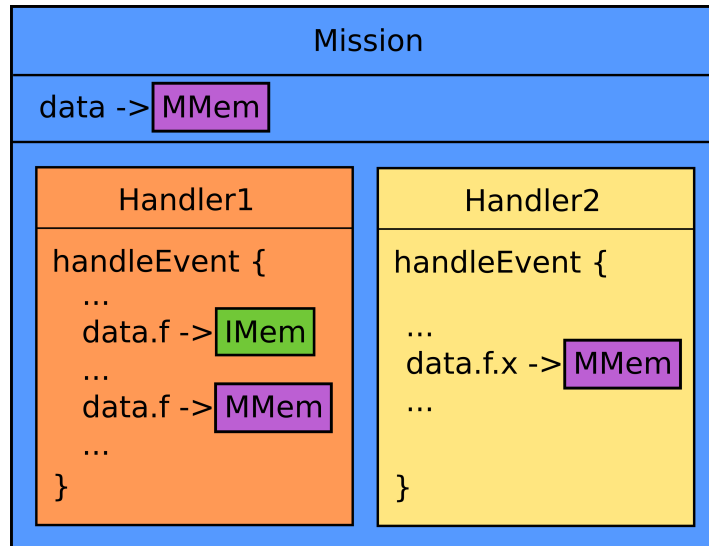 Mission
data -> MMem
Handler1
handleEvent {
...
data.f -> IMem
...
data.f -> MMem
...
}
Handler2
handleEvent {
...
data.f.x -> MMem
...
}